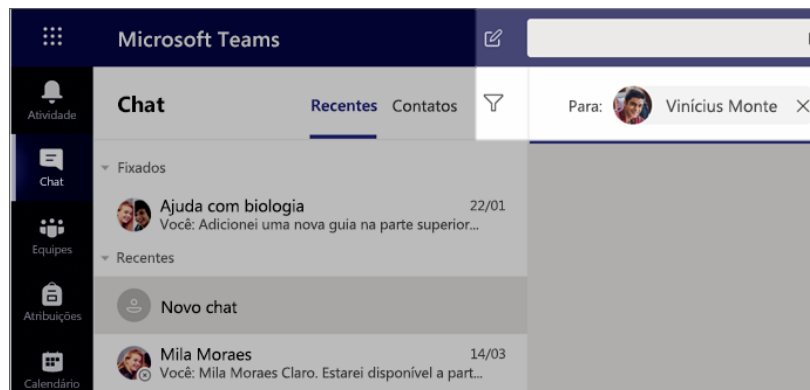 Microsoft Teams
Atividade
Chat
Equipes
Atribuições
Calendário
Chat
Recentes Contatos
Fixados
Ajuda com biologia 22/01
Você: Adicionei uma nova guia na parte superior...
Recentes
Novo chat
Mila Moraes 14/03
Você: Mila Moraes Claro. Estarei disponível a part...
Para: Vinícius Monte